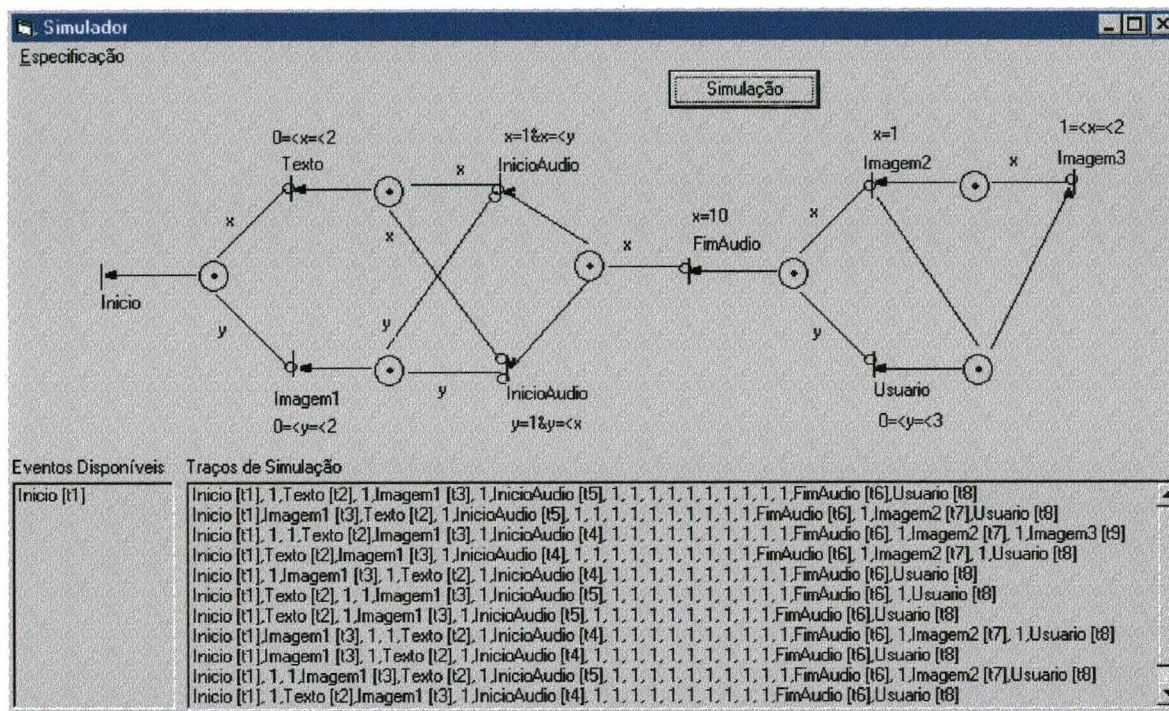 Simulador
Especificação
Simulação
0=<x=<2
Texto
x=1&x=<y
InicioAudio
x=1
Imagem2
1=<x=<2
Imagem3
x
x
x
x
x
x=10
FimAudio
x
Inicio
y
y
y
y
Imagem1
0=<y=<2
InicioAudio
y=1&y=<x
Usuario
0=<y=<3
Eventos Disponíveis
Traços de Simulação
Inicio [t1]
Inicio [t1], 1,Texto [t2], 1,Imagem1 [t3], 1,InicioAudio [t5], 1, 1, 1, 1, 1, 1, 1, 1, 1, 1,FimAudio [t6],Usuario [t8]
Inicio [t1],Imagem1 [t3],Texto [t2], 1,InicioAudio [t5], 1, 1, 1, 1, 1, 1, 1, 1, 1, 1,FimAudio [t6], 1,Imagem2 [t7],Usuario [t8]
Inicio [t1], 1, 1,Texto [t2],Imagem1 [t3], 1,InicioAudio [t4], 1, 1, 1, 1, 1, 1, 1, 1, 1, 1,FimAudio [t6], 1,Imagem2 [t7], 1,Imagem3 [t9]
Inicio [t1],Texto [t2],Imagem1 [t3], 1,InicioAudio [t4], 1, 1, 1, 1, 1, 1, 1, 1, 1, 1,FimAudio [t6], 1,Imagem2 [t7], 1,Usuario [t8]
Inicio [t1], 1,Imagem1 [t3], 1,Texto [t2], 1,InicioAudio [t4], 1, 1, 1, 1, 1, 1, 1, 1, 1, 1,FimAudio [t6],Usuario [t8]
Inicio [t1],Texto [t2], 1, 1,Imagem1 [t3], 1,InicioAudio [t5], 1, 1, 1, 1, 1, 1, 1, 1, 1, 1,FimAudio [t6], 1,Usuario [t8]
Inicio [t1],Texto [t2], 1,Imagem1 [t3], 1,InicioAudio [t5], 1, 1, 1, 1, 1, 1, 1, 1, 1, 1,FimAudio [t6],Usuario [t8]
Inicio [t1],Imagem1 [t3], 1, 1,Texto [t2], 1,InicioAudio [t4], 1, 1, 1, 1, 1, 1, 1, 1, 1, 1,FimAudio [t6], 1,Imagem2 [t7], 1,Usuario [t8]
Inicio [t1],Imagem1 [t3], 1,Texto [t2], 1,InicioAudio [t4], 1, 1, 1, 1, 1, 1, 1, 1, 1, 1,FimAudio [t6],Usuario [t8]
Inicio [t1], 1, 1,Imagem1 [t3],Texto [t2], 1,InicioAudio [t5], 1, 1, 1, 1, 1, 1, 1, 1, 1, 1,FimAudio [t6], 1,Imagem2 [t7],Usuario [t8]
Inicio [t1], 1,Texto [t2],Imagem1 [t3], 1,InicioAudio [t4], 1, 1, 1, 1, 1, 1, 1, 1, 1, 1,FimAudio [t6],Usuario [t8]